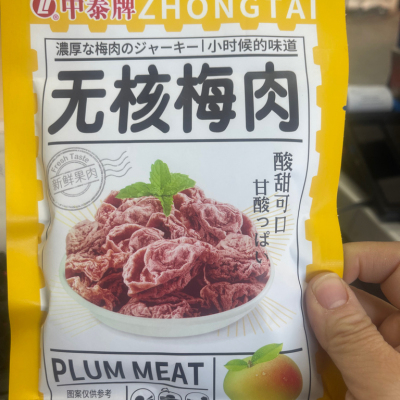 中泰牌 ZHONGTAI
濃厚な梅肉のジャーキー|小时候的味道
无核梅肉
Fresh Taste
新鲜果肉
酸甜可口
甘酸っぱい
PLUM MEAT
图案仅供参考